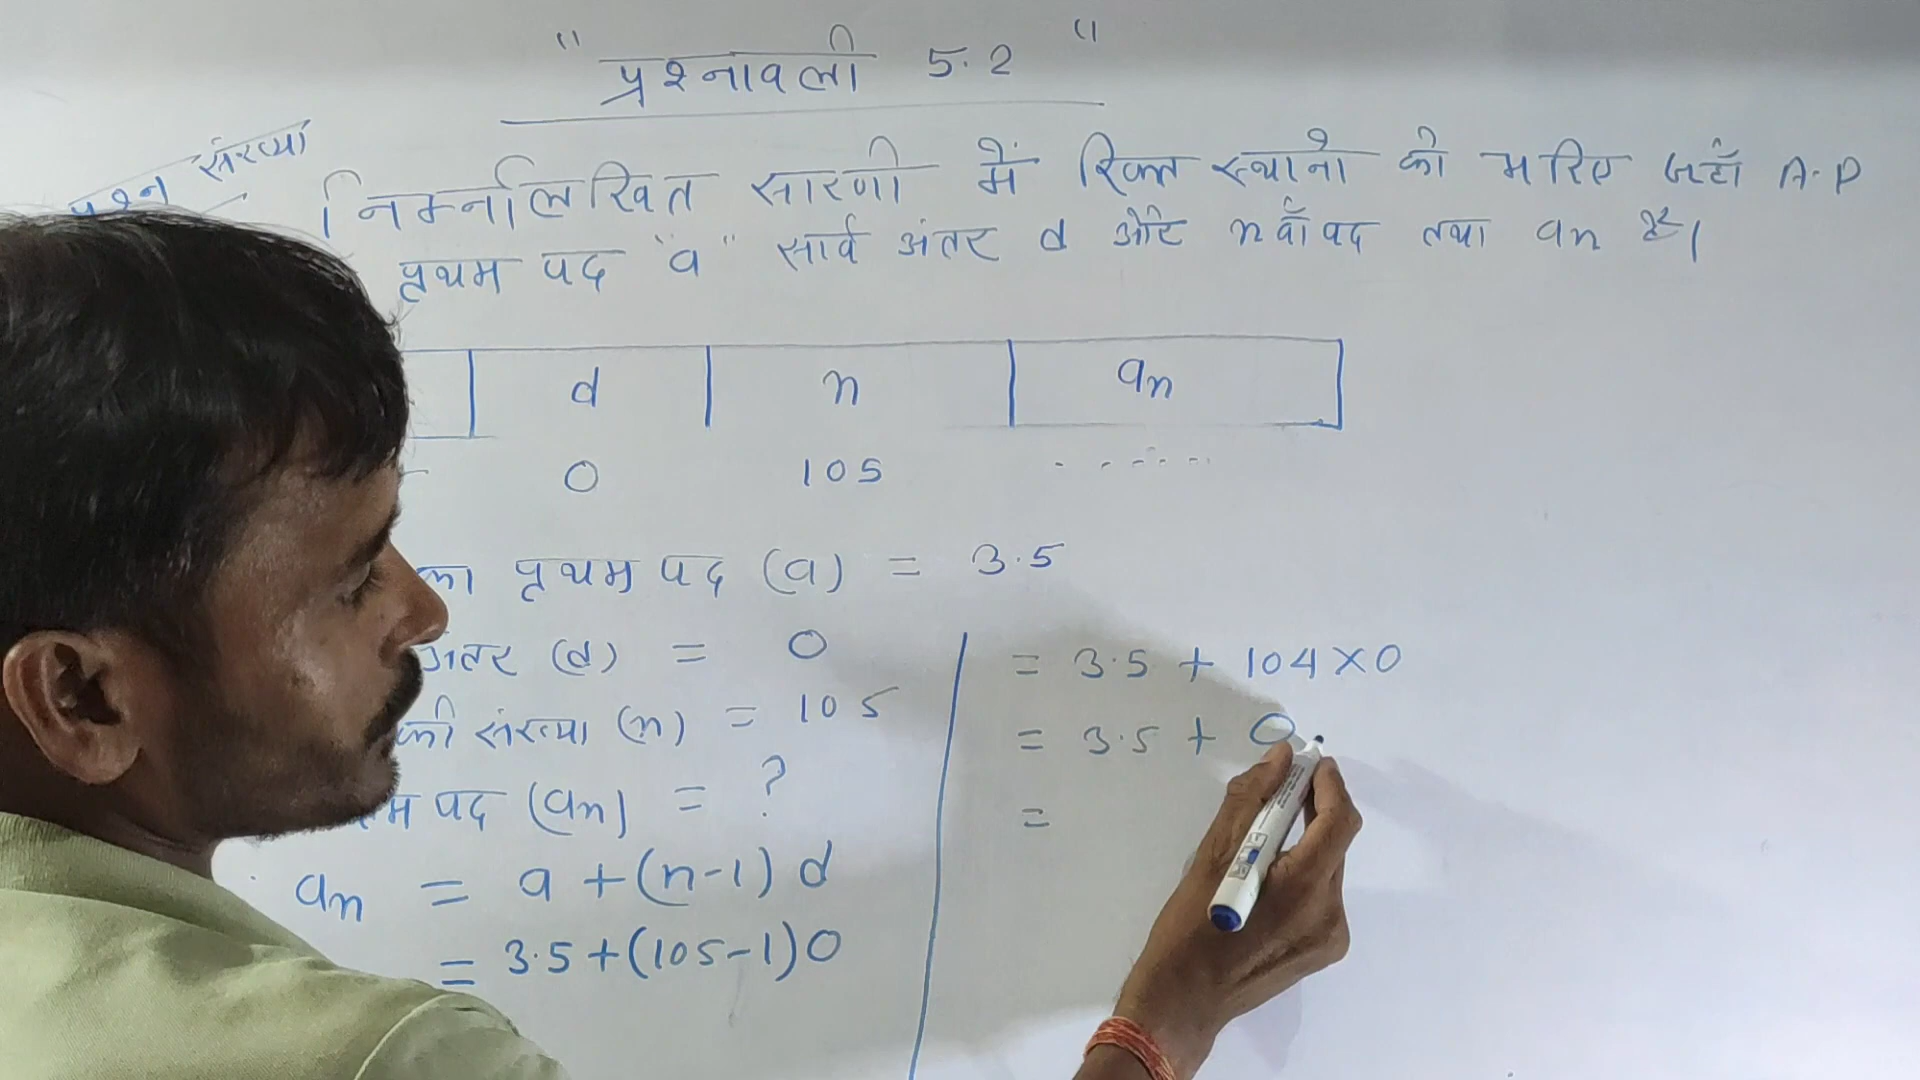 " प्रश्नावली 5.2 "
प्रश्न संख्या
निम्नलिखित सारणी में रिक्त स्थानो को भरिए जहाँ A.P
प्रथम पद "a" सार्व अंतर d और n वाँ पद तथा an है।
d n an
0 105 ......
का प्रथम पद (a) = 3.5
अंतर (d) = 0
की संख्या (n) = 105
पद (an) = ?
an = a + (n-1) d
= 3.5 + (105-1) 0
= 3.5 + 104 × 0
= 3.5 + 0
=